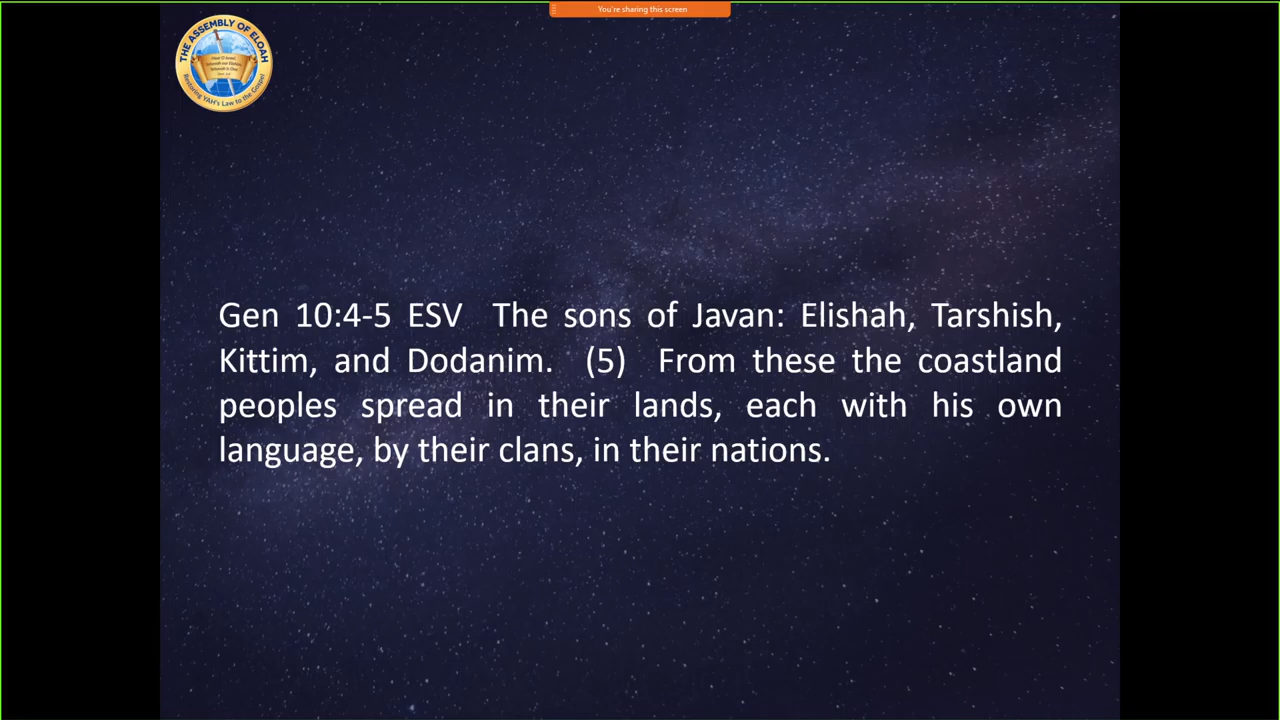 You're sharing this screen
THE ASSEMBLY OF ELOAH
Restoring YAH's Law to the Gospel
Gen 10:4-5 ESV The sons of Javan: Elishah, Tarshish,
Kittim, and Dodanim. (5) From these the coastland
peoples spread in their lands, each with his own
language, by their clans, in their nations.